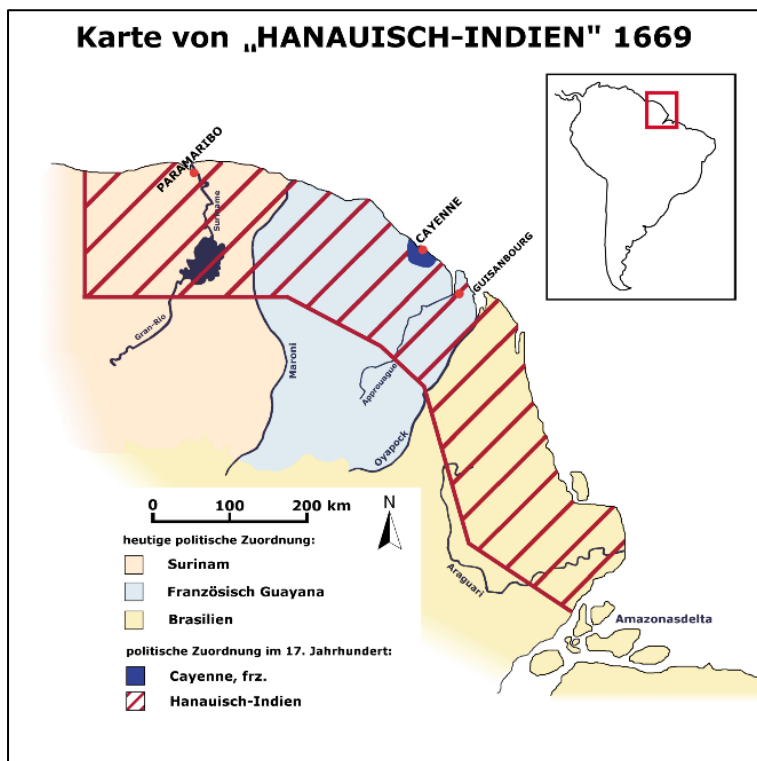 Karte von „HANAUISCH-INDIEN" 1669
PARAMARIBO
Suriname
CAYENNE
GUISANBOURG
Gran-Rio
Maroni
Approuague
Oyapock
0 100 200 km
N
Araguari
Amazonasdelta
heutige politische Zuordnung:
Surinam
Französisch Guayana
Brasilien
politische Zuordnung im 17. Jahrhundert:
Cayenne, frz.
Hanauisch-Indien